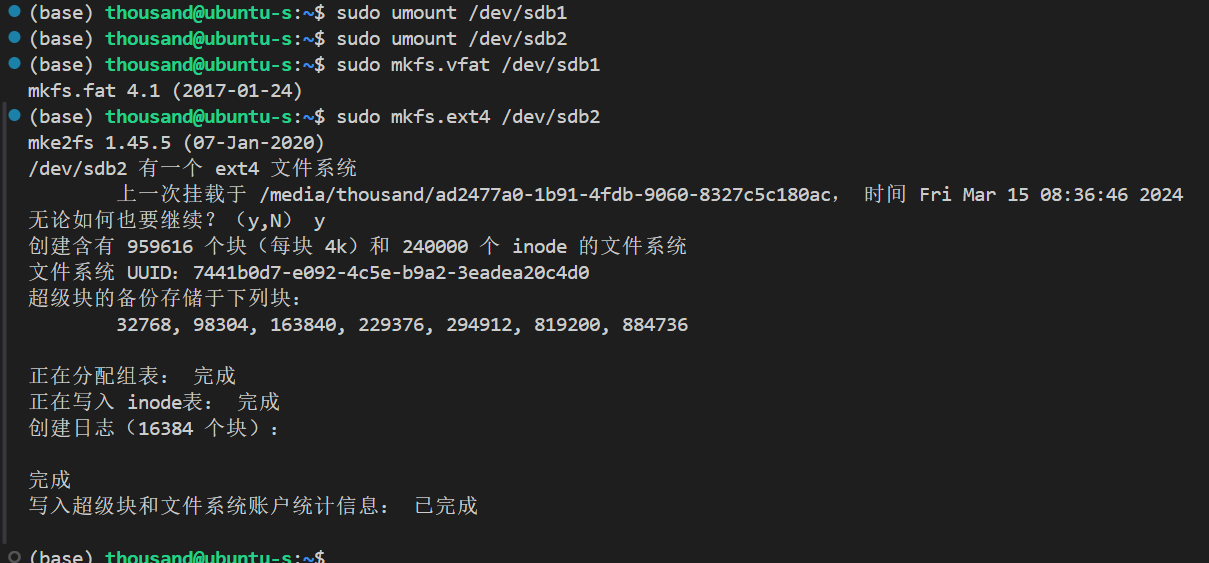 (base) thousand@ubuntu-s:~$ sudo umount /dev/sdb1
(base) thousand@ubuntu-s:~$ sudo umount /dev/sdb2
(base) thousand@ubuntu-s:~$ sudo mkfs.vfat /dev/sdb1
mkfs.fat 4.1 (2017-01-24)
(base) thousand@ubuntu-s:~$ sudo mkfs.ext4 /dev/sdb2
mke2fs 1.45.5 (07-Jan-2020)
/dev/sdb2 有一个 ext4 文件系统
上一次挂载于 /media/thousand/ad2477a0-1b91-4fdb-9060-8327c5c180ac， 时间 Fri Mar 15 08:36:46 2024
无论如何也要继续？（y,N） y
创建含有 959616 个块（每块 4k）和 240000 个 inode 的文件系统
文件系统 UUID：7441b0d7-e092-4c5e-b9a2-3eadea20c4d0
超级块的备份存储于下列块：
32768, 98304, 163840, 229376, 294912, 819200, 884736
正在分配组表： 完成
正在写入 inode表： 完成
创建日志（16384 个块）：
完成
写入超级块和文件系统账户统计信息： 已完成
(base) thousand@ubuntu-s:~$